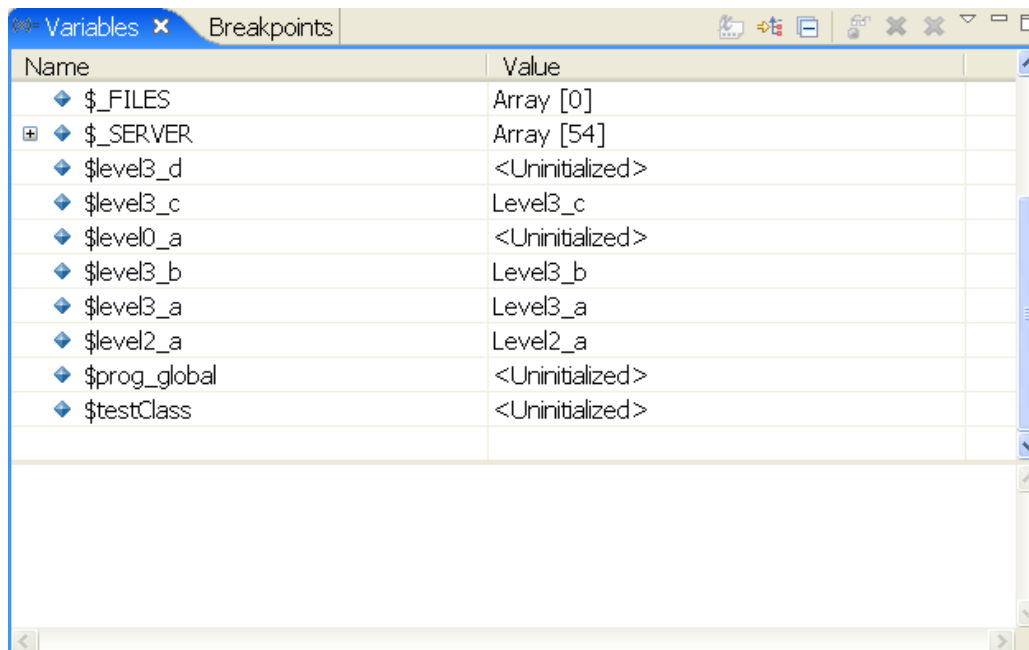 Variables Breakpoints
Name Value
$_FILES Array [0]
$_SERVER Array [54]
$level3_d <Uninitialized>
$level3_c Level3_c
$level0_a <Uninitialized>
$level3_b Level3_b
$level3_a Level3_a
$level2_a Level2_a
$prog_global <Uninitialized>
$testClass <Uninitialized>